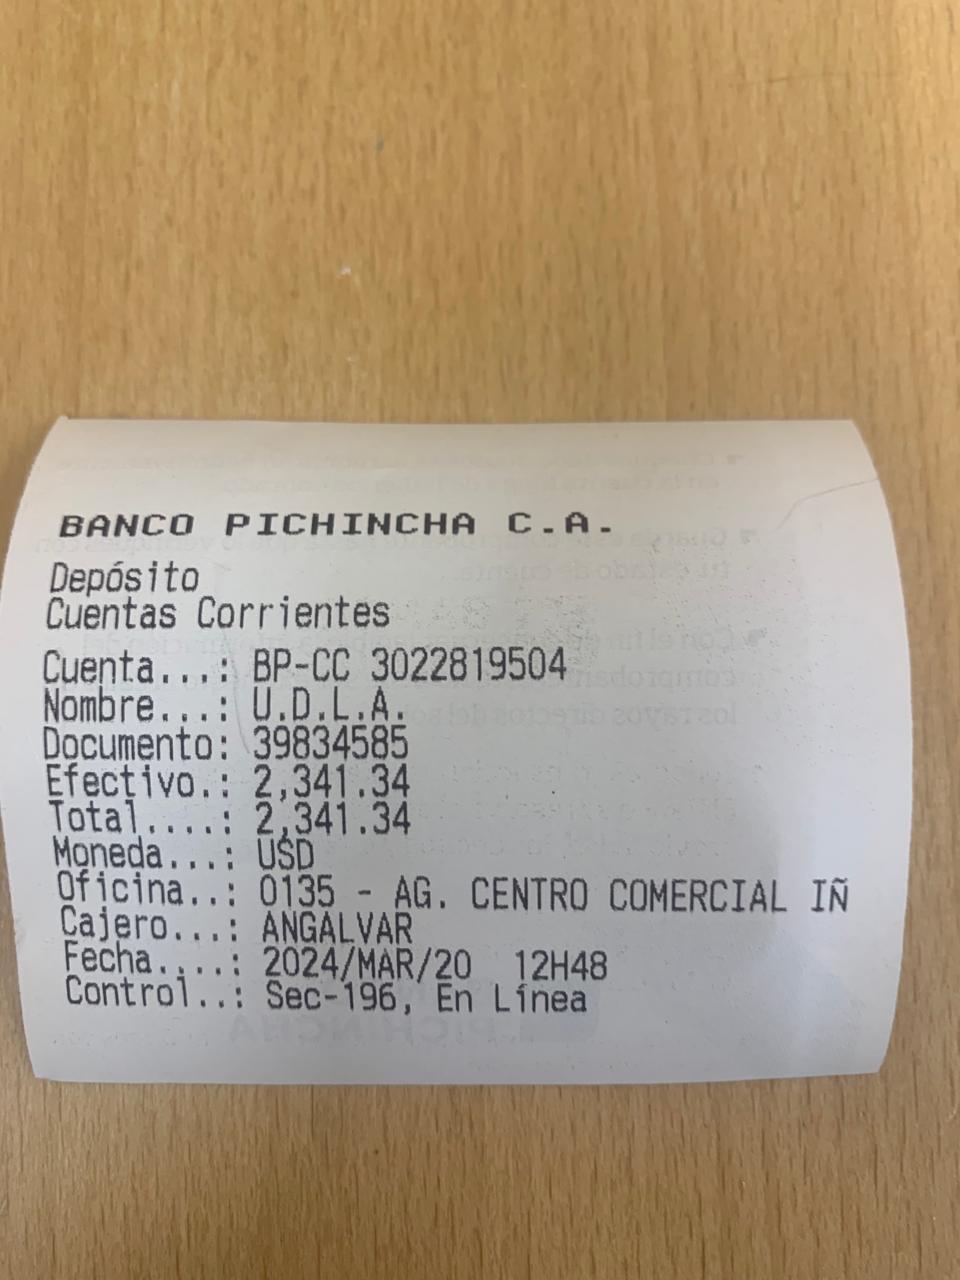 BANCO PICHINCHA C.A.
Depósito
Cuentas Corrientes
Cuenta...: BP-CC 3022819504
Nombre...: U.D.L.A.
Documento: 39834585
Efectivo.: 2,341.34
Total....: 2,341.34
Moneda...: USD
Oficina..: 0135 - AG. CENTRO COMERCIAL IÑ
Cajero...: ANGALVAR
Fecha....: 2024/MAR/20 12H48
Control..: Sec-196, En Línea